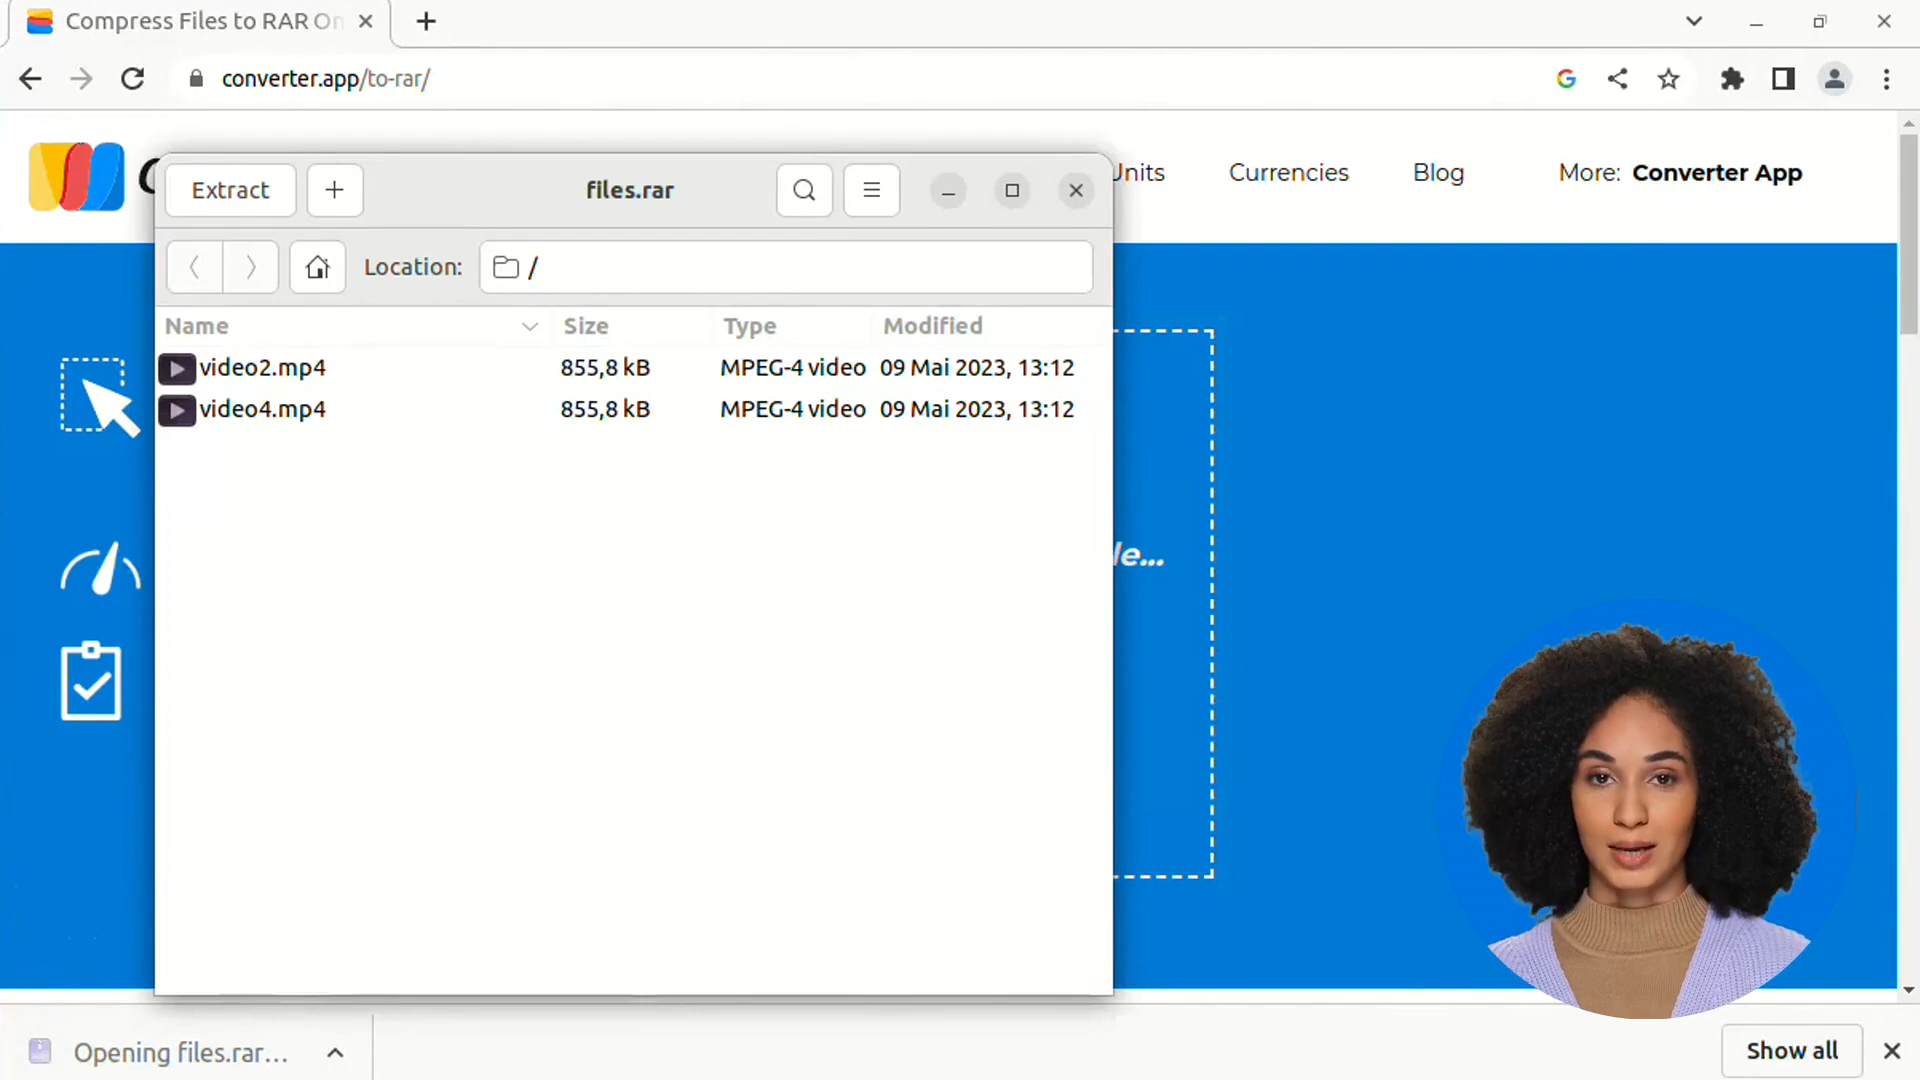 Compress Files to RAR On
converter.app/to-rar/
C
Units
Currencies
Blog
More: Converter App
Extract
files.rar
Location:
/
Name
Size
Type
Modified
video2.mp4
855,8 kB
MPEG-4 video
09 Mai 2023, 13:12
video4.mp4
855,8 kB
MPEG-4 video
09 Mai 2023, 13:12
le...
Opening files.rar...
Show all